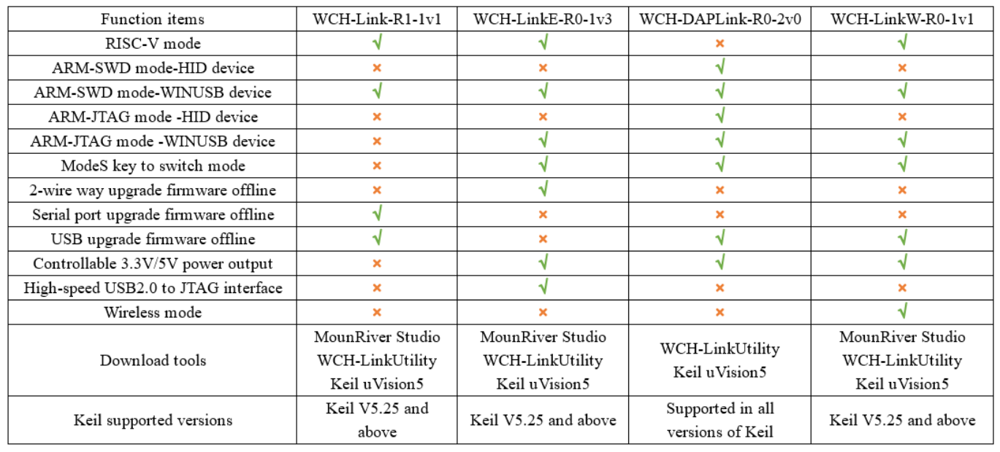 Function items WCH-Link-R1-1v1 WCH-LinkE-R0-1v3 WCH-DAPLink-R0-2v0 WCH-LinkW-R0-1v1
RISC-V mode √ √ × √
ARM-SWD mode-HID device × × √ ×
ARM-SWD mode-WINUSB device √ √ √ √
ARM-JTAG mode -HID device × × √ ×
ARM-JTAG mode -WINUSB device × √ √ √
ModeS key to switch mode × √ √ √
2-wire way upgrade firmware offline × √ × ×
Serial port upgrade firmware offline √ × × ×
USB upgrade firmware offline √ × √ √
Controllable 3.3V/5V power output × √ √ √
High-speed USB2.0 to JTAG interface × √ × ×
Wireless mode × × × √
Download tools
MounRiver Studio
WCH-LinkUtility
Keil uVision5
MounRiver Studio
WCH-LinkUtility
Keil uVision5
WCH-LinkUtility
Keil uVision5
MounRiver Studio
WCH-LinkUtility
Keil uVision5
Keil supported versions
Keil V5.25 and
above
Keil V5.25 and above
Supported in all
versions of Keil
Keil V5.25 and above